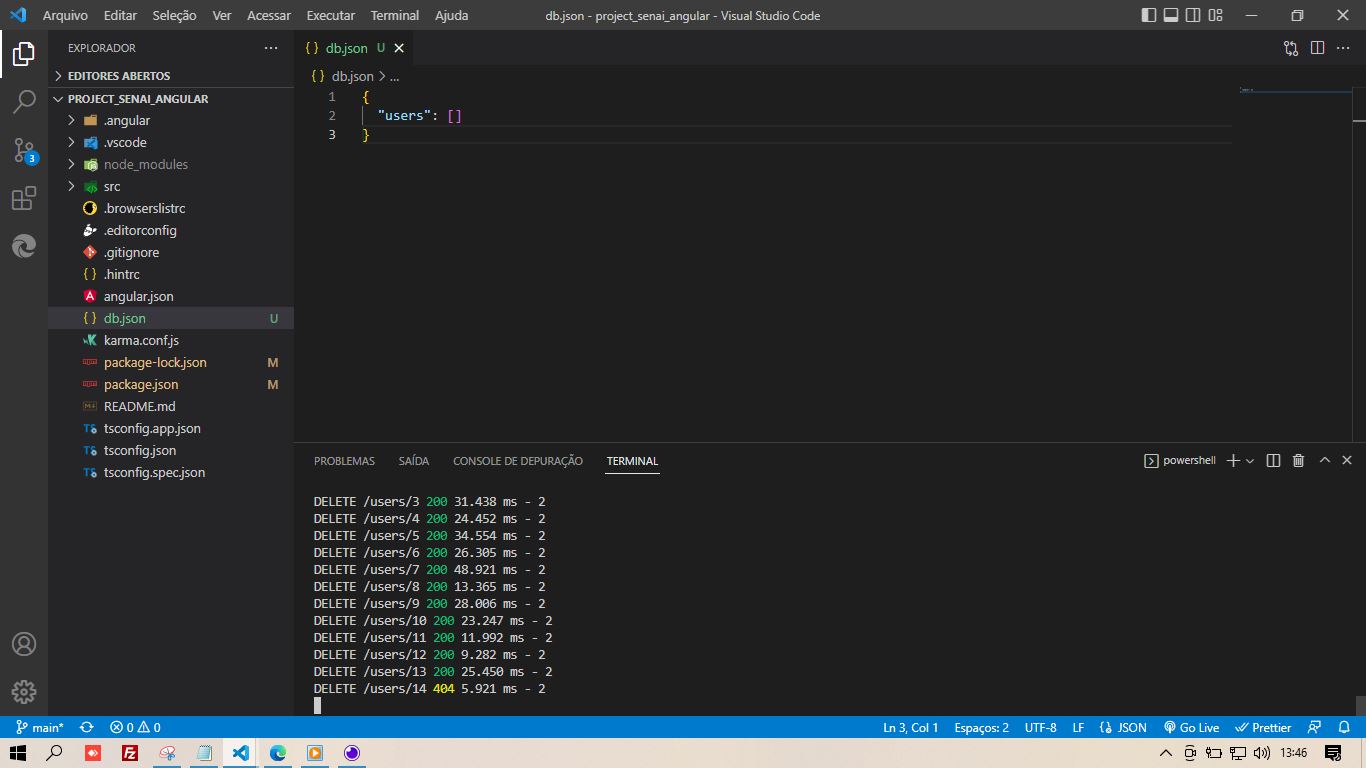 Arquivo Editar Seleção Ver Acessar Executar Terminal Ajuda db.json - project_senai_angular - Visual Studio Code
EXPLORADOR ...
EDITORES ABERTOS
PROJECT_SENAI_ANGULAR
.angular
.vscode
node_modules
src
.browserslistrc
.editorconfig
.gitignore
.hintrc
angular.json
db.json U
karma.conf.js
package-lock.json M
package.json M
README.md
tsconfig.app.json
tsconfig.json
tsconfig.spec.json
3
{ } db.json U
{ } db.json > ...
1 {
2 "users": []
3 }
PROBLEMAS SAÍDA CONSOLE DE DEPURAÇÃO TERMINAL powershell
DELETE /users/3 200 31.438 ms - 2
DELETE /users/4 200 24.452 ms - 2
DELETE /users/5 200 34.554 ms - 2
DELETE /users/6 200 26.305 ms - 2
DELETE /users/7 200 48.921 ms - 2
DELETE /users/8 200 13.365 ms - 2
DELETE /users/9 200 28.006 ms - 2
DELETE /users/10 200 23.247 ms - 2
DELETE /users/11 200 11.992 ms - 2
DELETE /users/12 200 9.282 ms - 2
DELETE /users/13 200 25.450 ms - 2
DELETE /users/14 404 5.921 ms - 2
main* 0 0 Ln 3, Col 1 Espaços: 2 UTF-8 LF { } JSON Go Live Prettier
13:46